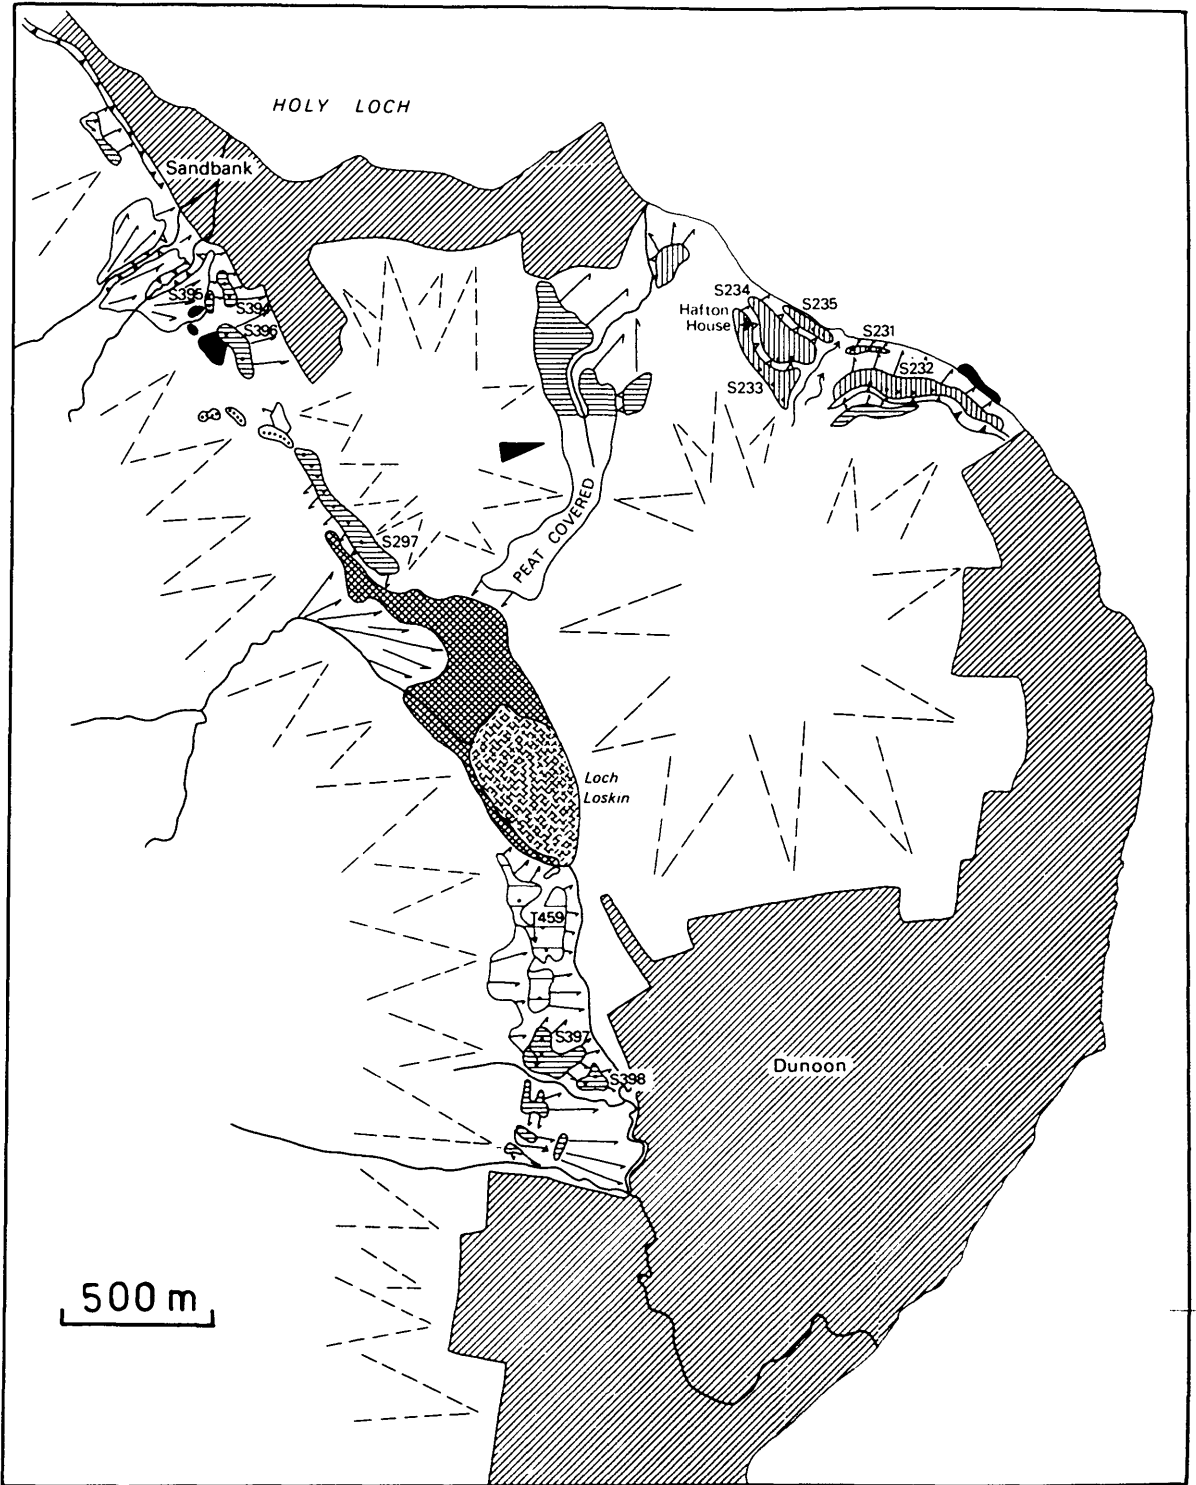 HOLY LOCH
Sandbank
S395
S394
S396
S234
S235
Hafton
House
S231
S232
S233
S297
PEAT COVERED
Loch
Loskin
T459
S397
S398
Dunoon
500 m